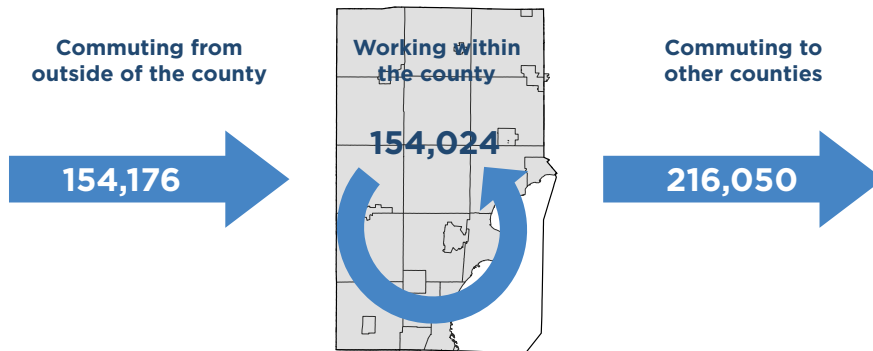 Commuting from
outside of the county
154,176
Working within
the county
154,024
Commuting to
other counties
216,050